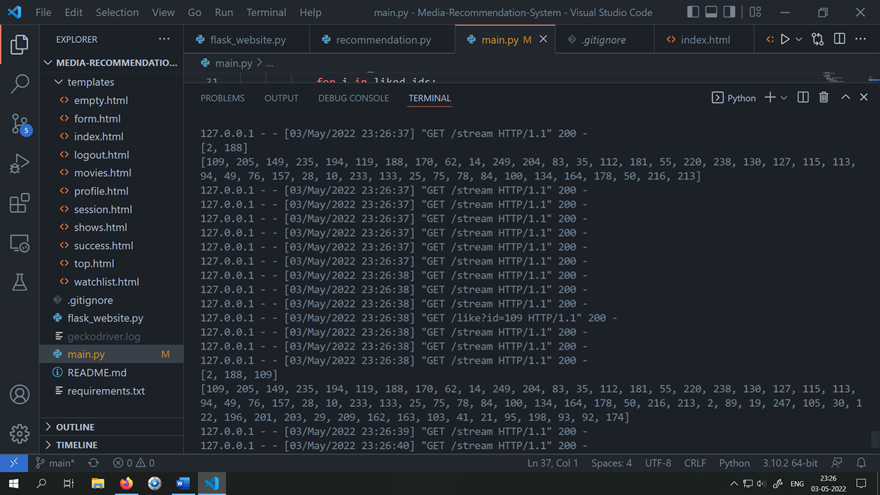 File Edit Selection View Go Run Terminal Help main.py - Media-Recommendation-System - Visual Studio Code
EXPLORER
flask_website.py recommendation.py main.py M .gitignore index.html
MEDIA-RECOMMENDATION...
main.py > ...
31 for i in liked_ids:
templates
empty.html
form.html
index.html
logout.html
movies.html
profile.html
session.html
shows.html
success.html
top.html
watchlist.html
.gitignore
flask_website.py
geckodriver.log
main.py M
README.md
requirements.txt
OUTLINE
TIMELINE
5
PROBLEMS OUTPUT DEBUG CONSOLE TERMINAL Python
127.0.0.1 - - [03/May/2022 23:26:37] "GET /stream HTTP/1.1" 200 -
[2, 188]
[109, 205, 149, 235, 194, 119, 188, 170, 62, 14, 249, 204, 83, 35, 112, 181, 55, 220, 238, 130, 127, 115, 113,
94, 49, 76, 157, 28, 10, 233, 133, 25, 75, 78, 84, 100, 134, 164, 178, 50, 216, 213]
127.0.0.1 - - [03/May/2022 23:26:37] "GET /stream HTTP/1.1" 200 -
127.0.0.1 - - [03/May/2022 23:26:37] "GET /stream HTTP/1.1" 200 -
127.0.0.1 - - [03/May/2022 23:26:37] "GET /stream HTTP/1.1" 200 -
127.0.0.1 - - [03/May/2022 23:26:37] "GET /stream HTTP/1.1" 200 -
127.0.0.1 - - [03/May/2022 23:26:37] "GET /stream HTTP/1.1" 200 -
127.0.0.1 - - [03/May/2022 23:26:37] "GET /stream HTTP/1.1" 200 -
127.0.0.1 - - [03/May/2022 23:26:38] "GET /stream HTTP/1.1" 200 -
127.0.0.1 - - [03/May/2022 23:26:38] "GET /stream HTTP/1.1" 200 -
127.0.0.1 - - [03/May/2022 23:26:38] "GET /stream HTTP/1.1" 200 -
127.0.0.1 - - [03/May/2022 23:26:38] "GET /like?id=109 HTTP/1.1" 200 -
127.0.0.1 - - [03/May/2022 23:26:38] "GET /stream HTTP/1.1" 200 -
127.0.0.1 - - [03/May/2022 23:26:38] "GET /stream HTTP/1.1" 200 -
127.0.0.1 - - [03/May/2022 23:26:38] "GET /stream HTTP/1.1" 200 -
[2, 188, 109]
[109, 205, 149, 235, 194, 119, 188, 170, 62, 14, 249, 204, 83, 35, 112, 181, 55, 220, 238, 130, 127, 115, 113,
94, 49, 76, 157, 28, 10, 233, 133, 25, 75, 78, 84, 100, 134, 164, 178, 50, 216, 213, 2, 89, 19, 247, 105, 30, 1
22, 196, 201, 203, 29, 209, 162, 163, 103, 41, 21, 95, 198, 93, 92, 174]
127.0.0.1 - - [03/May/2022 23:26:39] "GET /stream HTTP/1.1" 200 -
127.0.0.1 - - [03/May/2022 23:26:40] "GET /stream HTTP/1.1" 200 -
main* 0 0 Ln 37, Col 1 Spaces: 4 UTF-8 CRLF Python 3.10.2 64-bit
ENG 23:26
03-05-2022